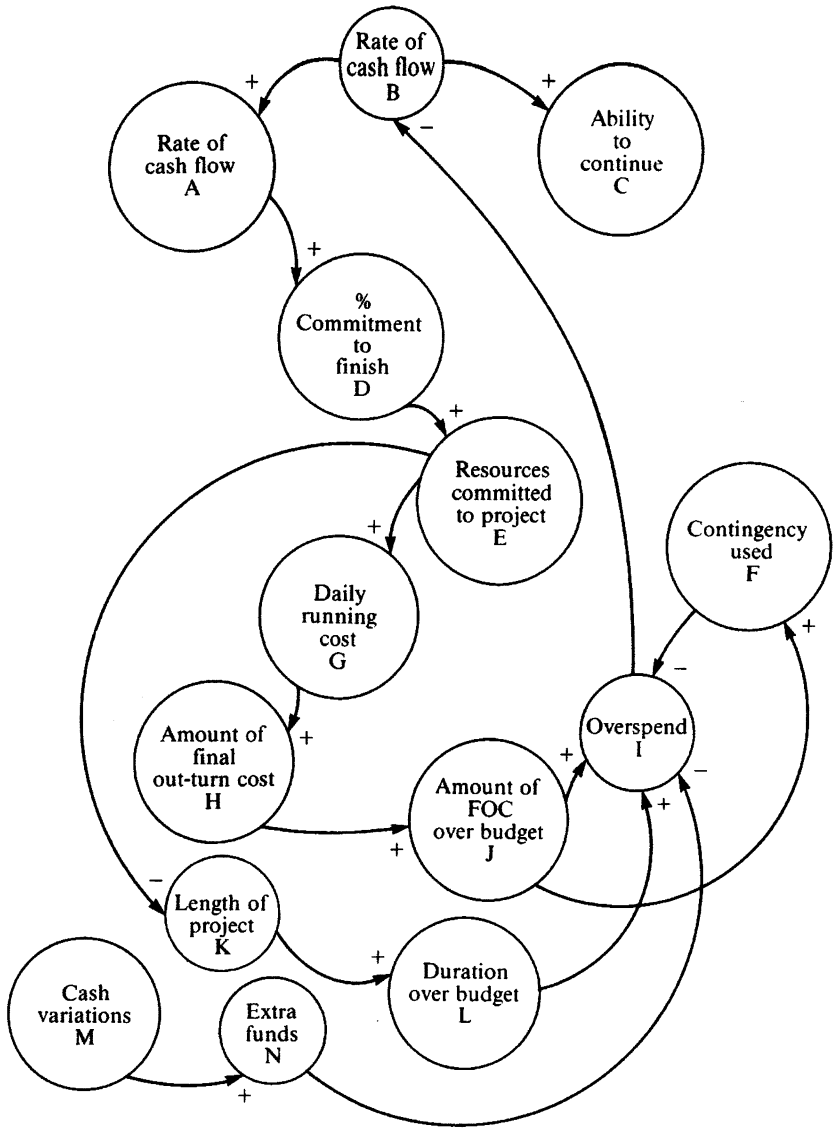 Rate of
cash flow
B
+
+
−
Rate of
cash flow
A
Ability
to
continue
C
+
%
Commitment
to
finish
D
+
Resources
committed
to project
E
Contingency
used
F
+
Daily
running
cost
G
+
−
Overspend
I
+
Amount of
final
out-turn cost
H
+
−
Amount of
FOC
over budget
J
+
+
−
Length of
project
K
+
Duration
over budget
L
Cash
variations
M
Extra
funds
N
+